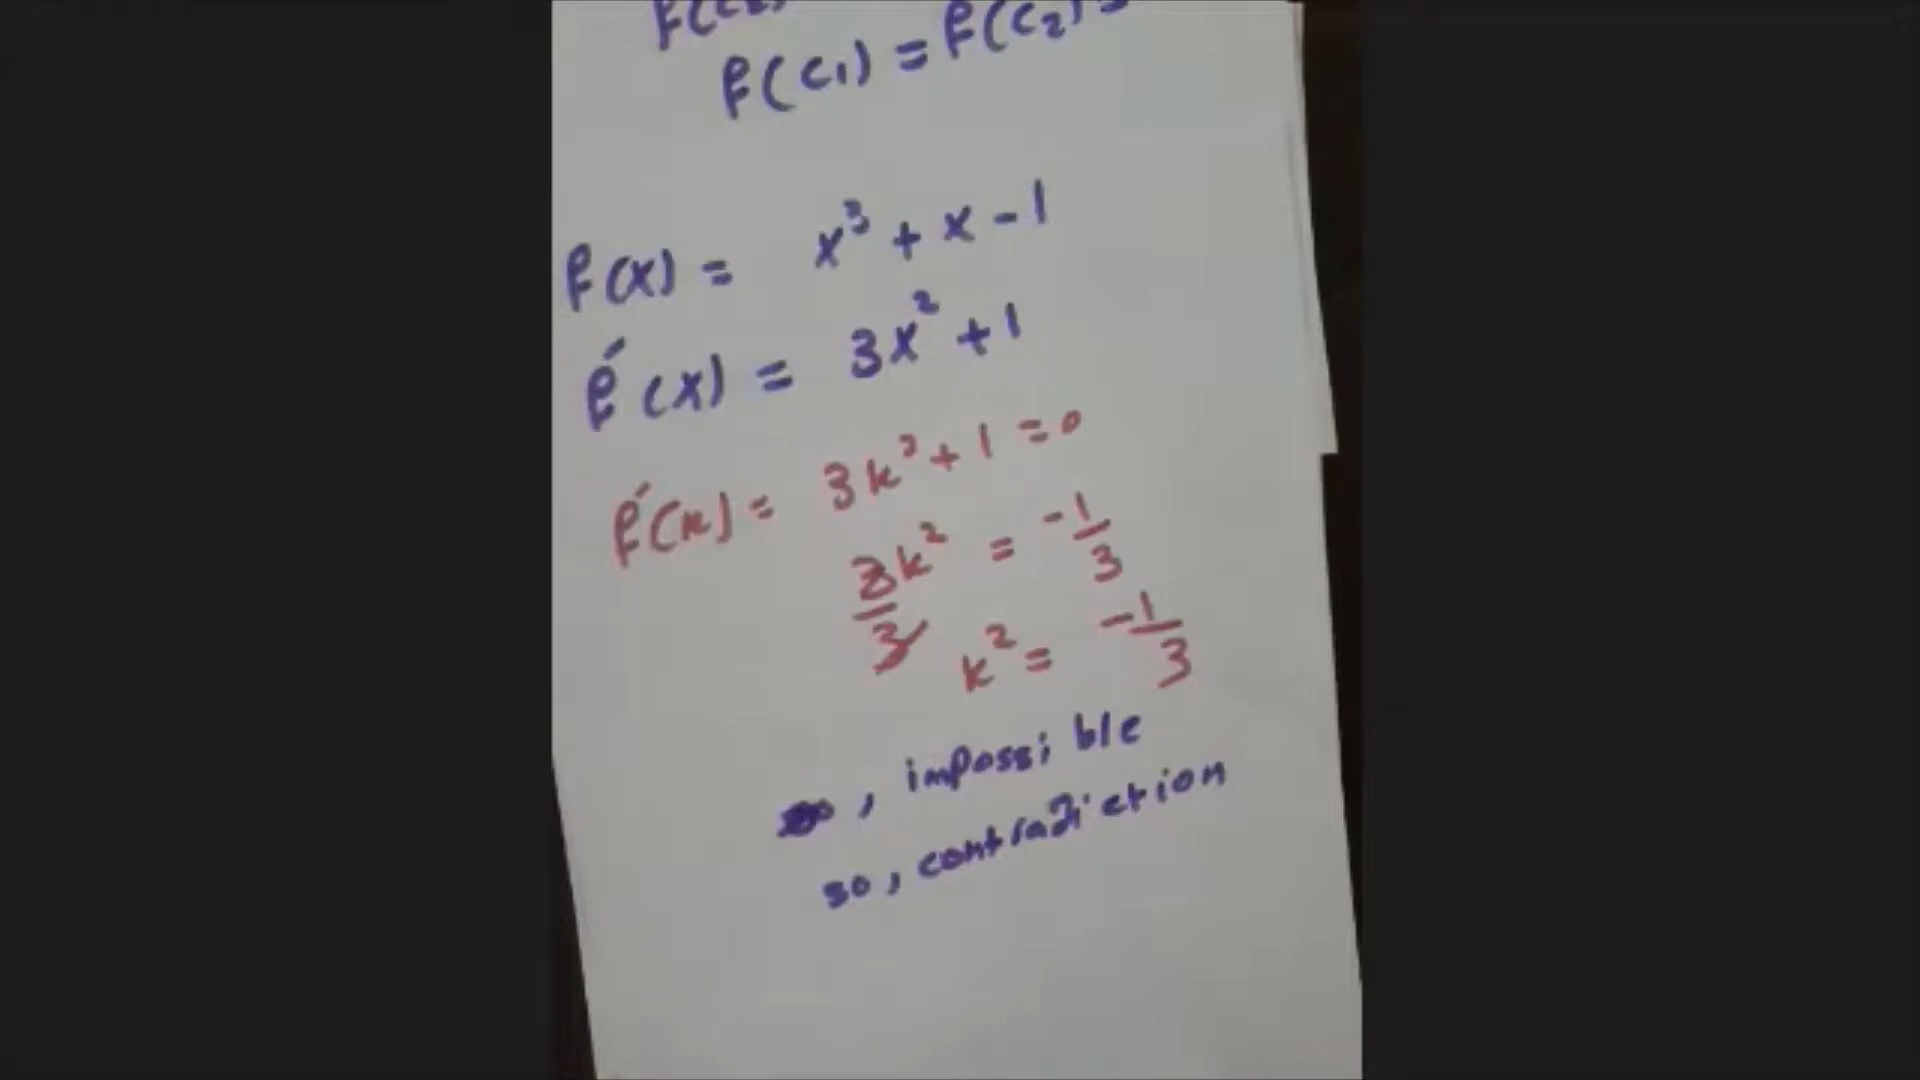 f(c₁) = f(c₂) =
f(x) = x³ + x - 1
f́(x) = 3x² + 1
f́(k) = 3k² + 1 = 0
3k²/3 = -1/3
k² = -1/3
so, impossible
so, contradiction